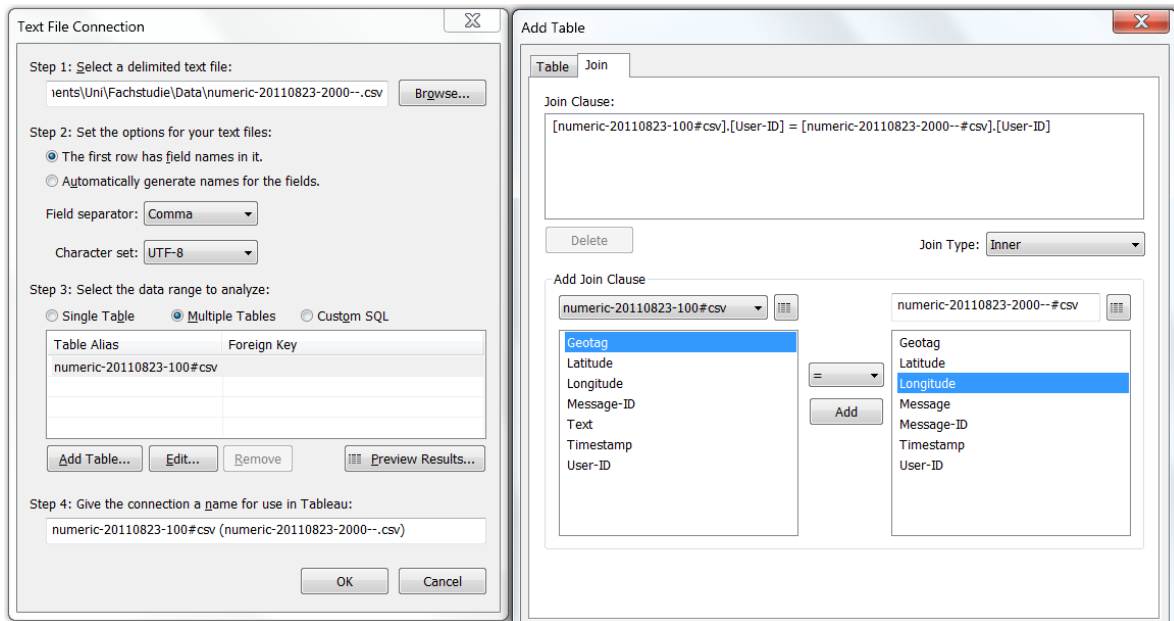 Text File Connection
Step 1: Select a delimited text file:
ients\Uni\Fachstudie\Data\numeric-20110823-2000--.csv
Browse...
Step 2: Set the options for your text files:
The first row has field names in it.
Automatically generate names for the fields.
Field separator: Comma
Character set: UTF-8
Step 3: Select the data range to analyze:
Single Table Multiple Tables Custom SQL
Table Alias Foreign Key
numeric-20110823-100#csv
Add Table... Edit... Remove Preview Results...
Step 4: Give the connection a name for use in Tableau:
numeric-20110823-100#csv (numeric-20110823-2000--.csv)
OK Cancel
Add Table
Table Join
Join Clause:
[numeric-20110823-100#csv].[User-ID] = [numeric-20110823-2000--#csv].[User-ID]
Delete
Join Type: Inner
Add Join Clause
numeric-20110823-100#csv
Geotag
Latitude
Longitude
Message-ID
Text
Timestamp
User-ID
=
Add
numeric-20110823-2000--#csv
Geotag
Latitude
Longitude
Message
Message-ID
Timestamp
User-ID